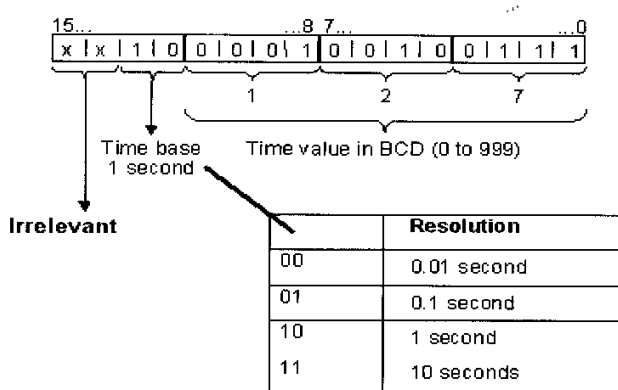 15... ...8 7... ...0
x x 1 0 0 0 0 1 0 0 1 0 0 1 1 1
1 2 7
Time base
1 second
Time value in BCD (0 to 999)
Irrelevant
Resolution
00 0.01 second
01 0.1 second
10 1 second
11 10 seconds